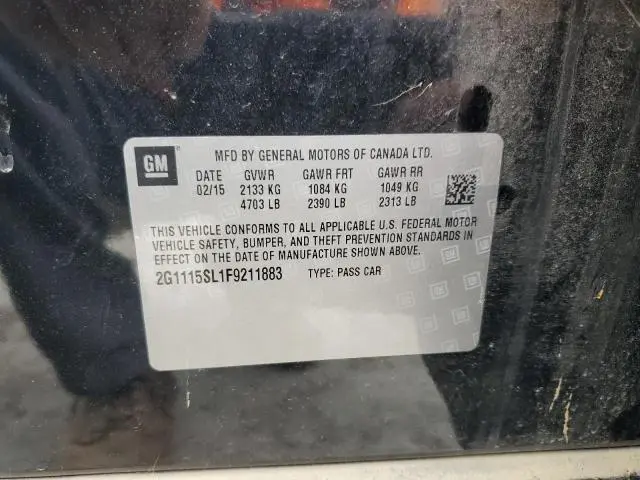 GM
MFD BY GENERAL MOTORS OF CANADA LTD.
DATE GVWR GAWR FRT GAWR RR
02/15 2133 KG 1084 KG 1049 KG
4703 LB 2390 LB 2313 LB
THIS VEHICLE CONFORMS TO ALL APPLICABLE U.S. FEDERAL MOTOR
VEHICLE SAFETY, BUMPER, AND THEFT PREVENTION STANDARDS IN
EFFECT ON THE DATE OF MANUFACTURE SHOWN ABOVE.
2G1115SL1F9211883 TYPE: PASS CAR